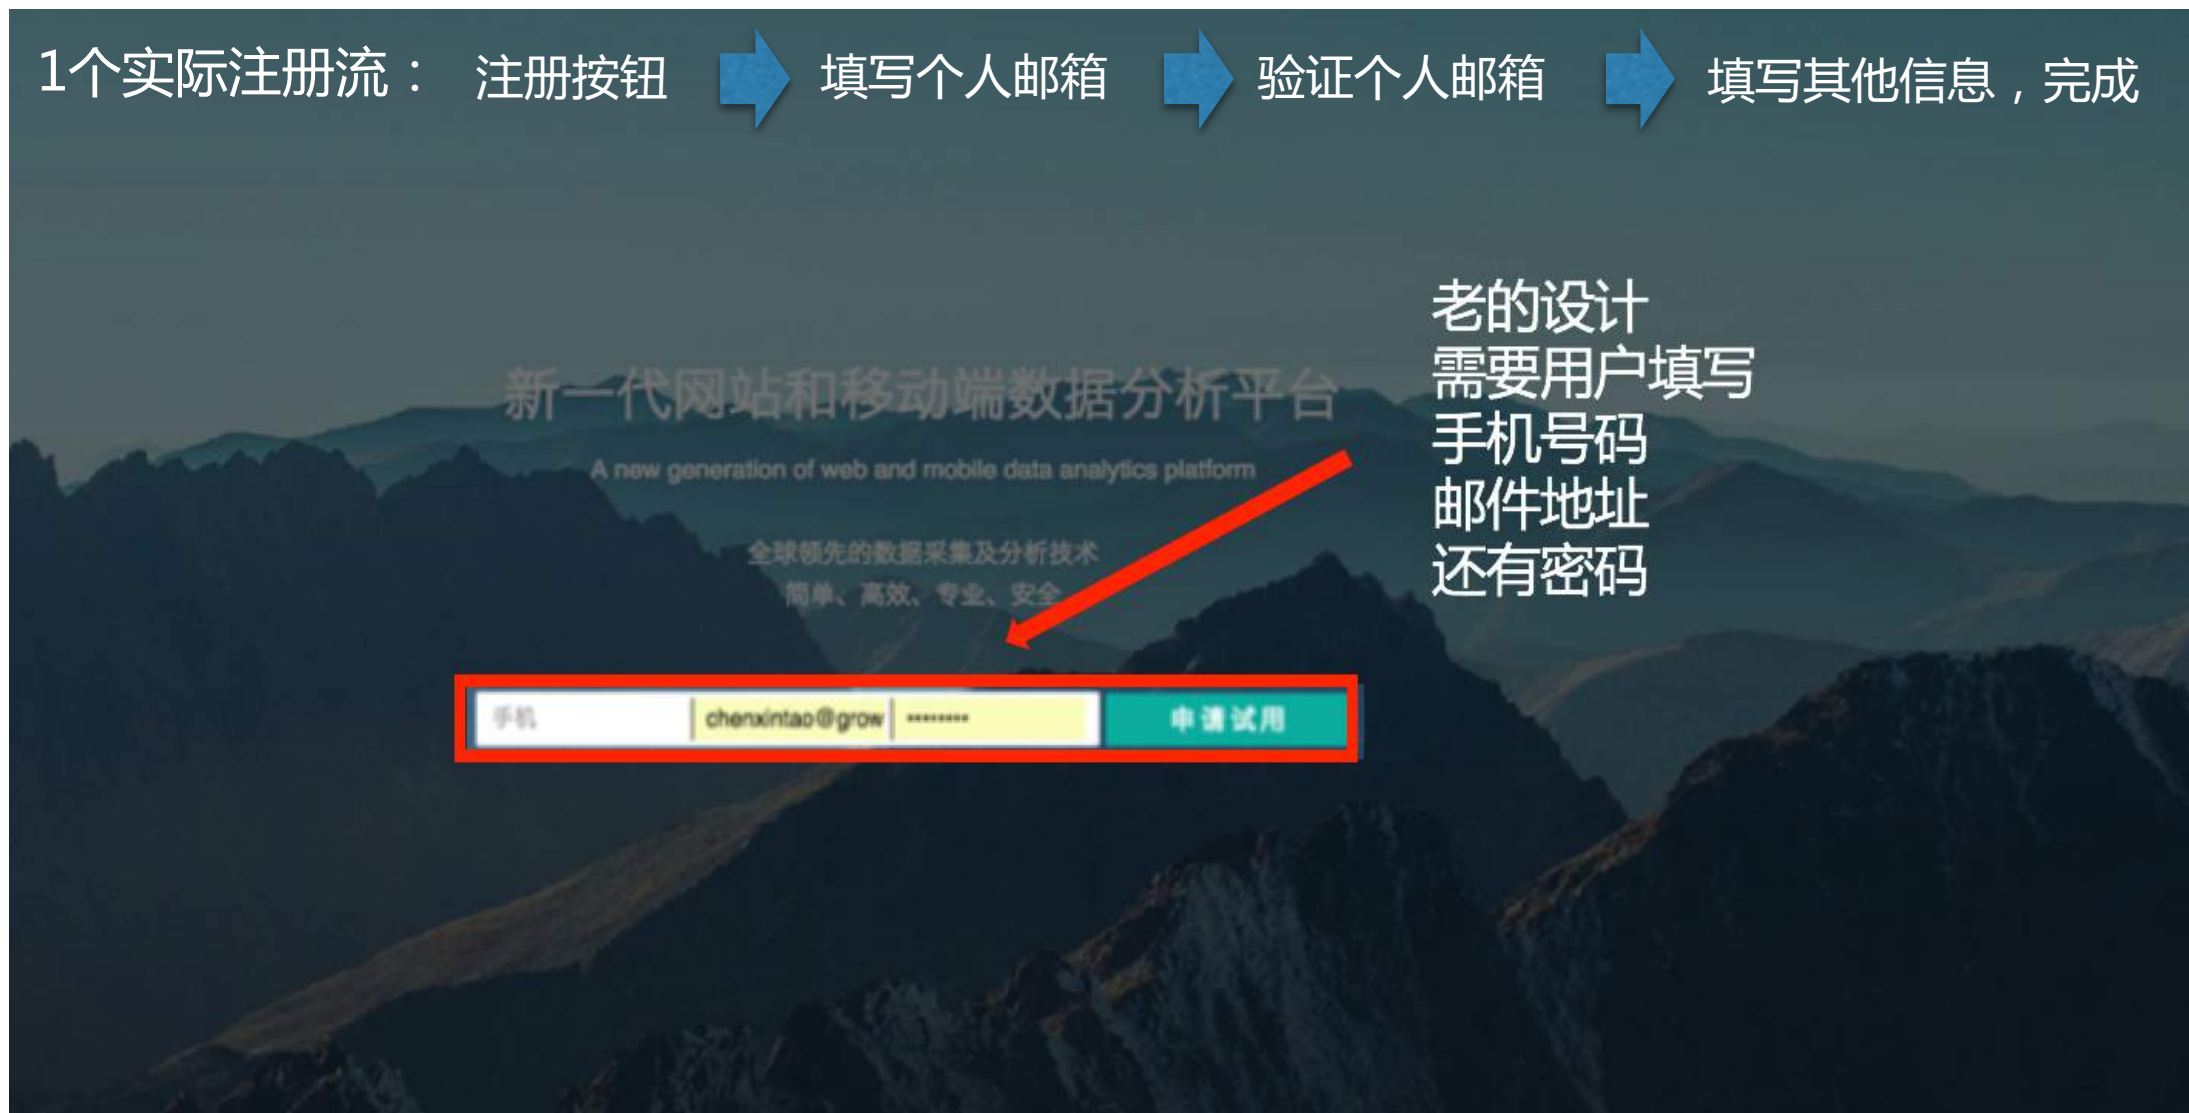 1个实际注册流： 注册按钮 填写个人邮箱 验证个人邮箱 填写其他信息，完成
老的设计
需要用户填写
手机号码
邮件地址
还有密码
新一代网站和移动端数据分析平台
A new generation of web and mobile data analytics platform
全球领先的数据采集及分析技术
简单、高效、专业、安全
手机 chenxintao@grow •••••••• 申请试用